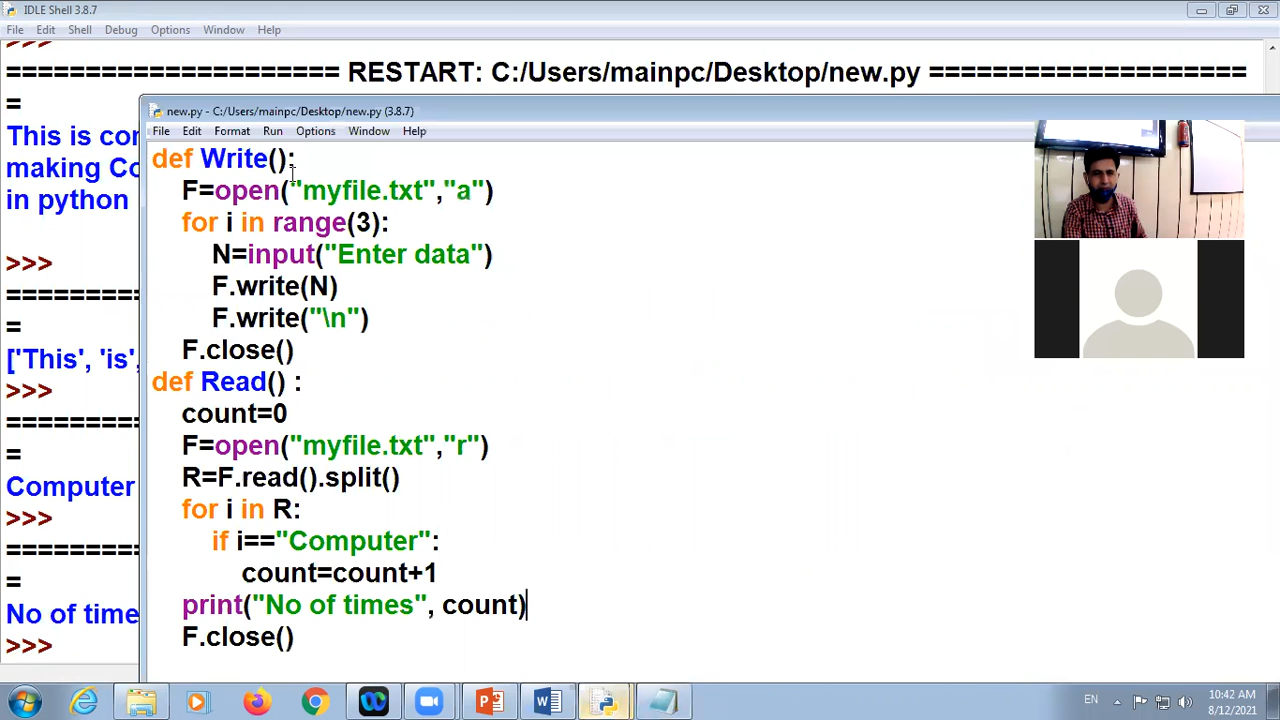 IDLE Shell 3.8.7
File Edit Shell Debug Options Window Help
>>>
===================== RESTART: C:/Users/mainpc/Desktop/new.py =====================
=
This is
making
in python
>>>
=
['This', 'is',
>>>
=
Computer
>>>
=
No of time
>>>
new.py - C:/Users/mainpc/Desktop/new.py (3.8.7)
File Edit Format Run Options Window Help
def Write():
F=open("myfile.txt","a")
for i in range(3):
N=input("Enter data")
F.write(N)
F.write("\n")
F.close()
def Read() :
count=0
F=open("myfile.txt","r")
R=F.read().split()
for i in R:
if i=="Computer":
count=count+1
print("No of times", count)
F.close()
EN
10:42 AM
8/12/2021